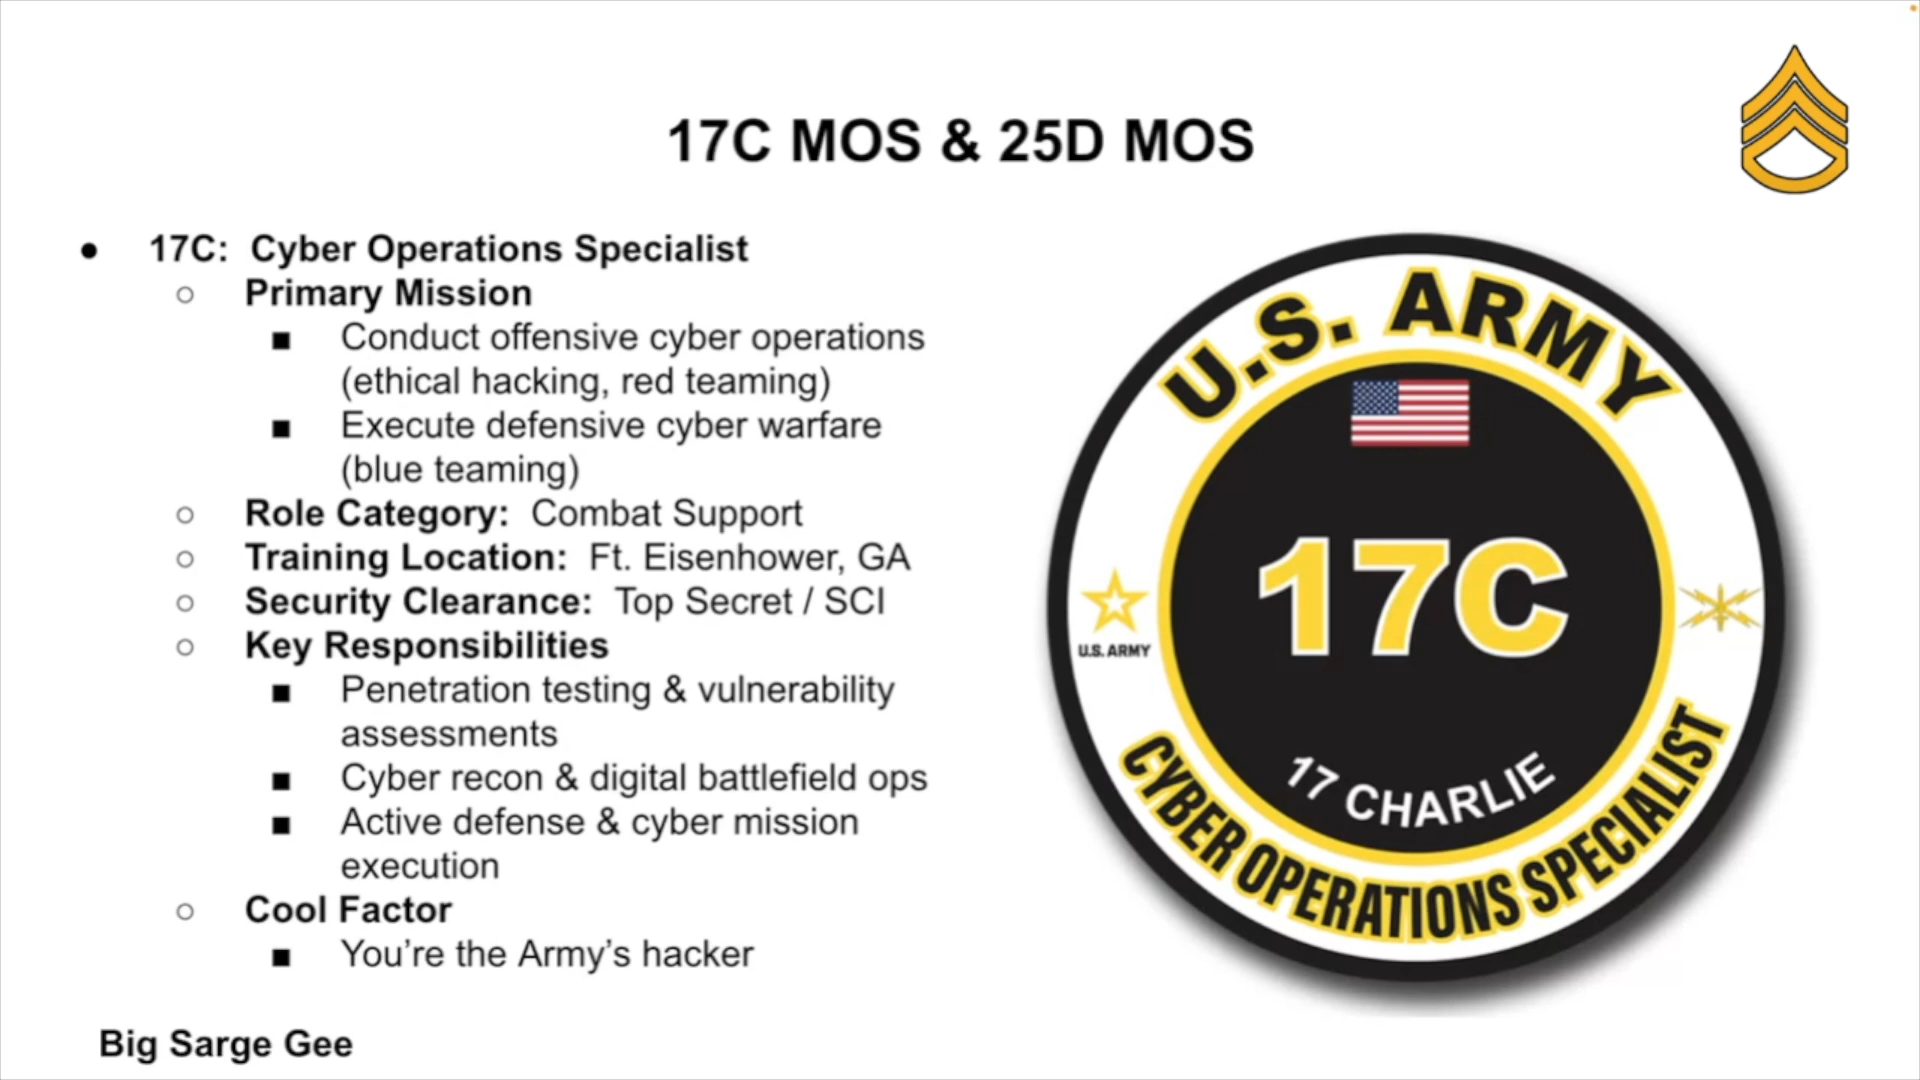 17C MOS & 25D MOS
● 17C: Cyber Operations Specialist
○ Primary Mission
■ Conduct offensive cyber operations
(ethical hacking, red teaming)
■ Execute defensive cyber warfare
(blue teaming)
○ Role Category: Combat Support
○ Training Location: Ft. Eisenhower, GA
○ Security Clearance: Top Secret / SCI
○ Key Responsibilities
■ Penetration testing & vulnerability
assessments
■ Cyber recon & digital battlefield ops
■ Active defense & cyber mission
execution
○ Cool Factor
■ You’re the Army’s hacker
Big Sarge Gee
U.S. ARMY
17C
U.S. ARMY
17 CHARLIE
CYBER OPERATIONS SPECIALIST